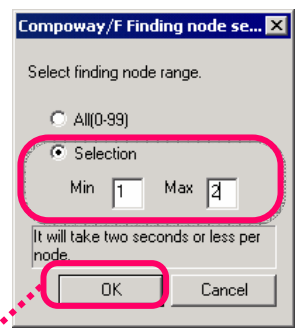 Compoway/F Finding node se...
Select finding node range.
All(0-99)
Selection
Min 1 Max 2
It will take two seconds or less per
node.
OK Cancel